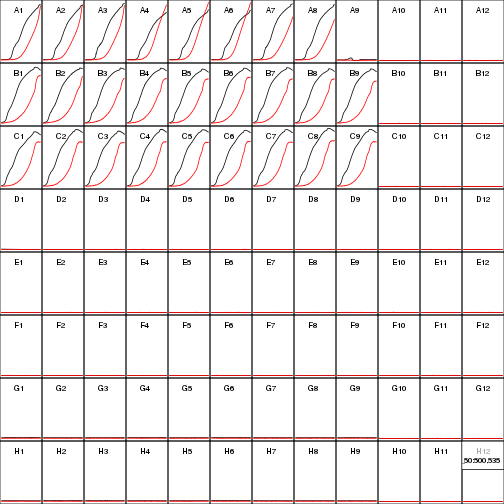 A1 A2 A3 A4 A5 A6 A7 A8 A9 A10 A11 A12
B1 B2 B3 B4 B5 B6 B7 B8 B9 B10 B11 B12
C1 C2 C3 C4 C5 C6 C7 C8 C9 C10 C11 C12
D1 D2 D3 D4 D5 D6 D7 D8 D9 D10 D11 D12
E1 E2 E3 E4 E5 E6 E7 E8 E9 E10 E11 E12
F1 F2 F3 F4 F5 F6 F7 F8 F9 F10 F11 F12
G1 G2 G3 G4 G5 G6 G7 G8 G9 G10 G11 G12
H1 H2 H3 H4 H5 H6 H7 H8 H9 H10 H11 H12